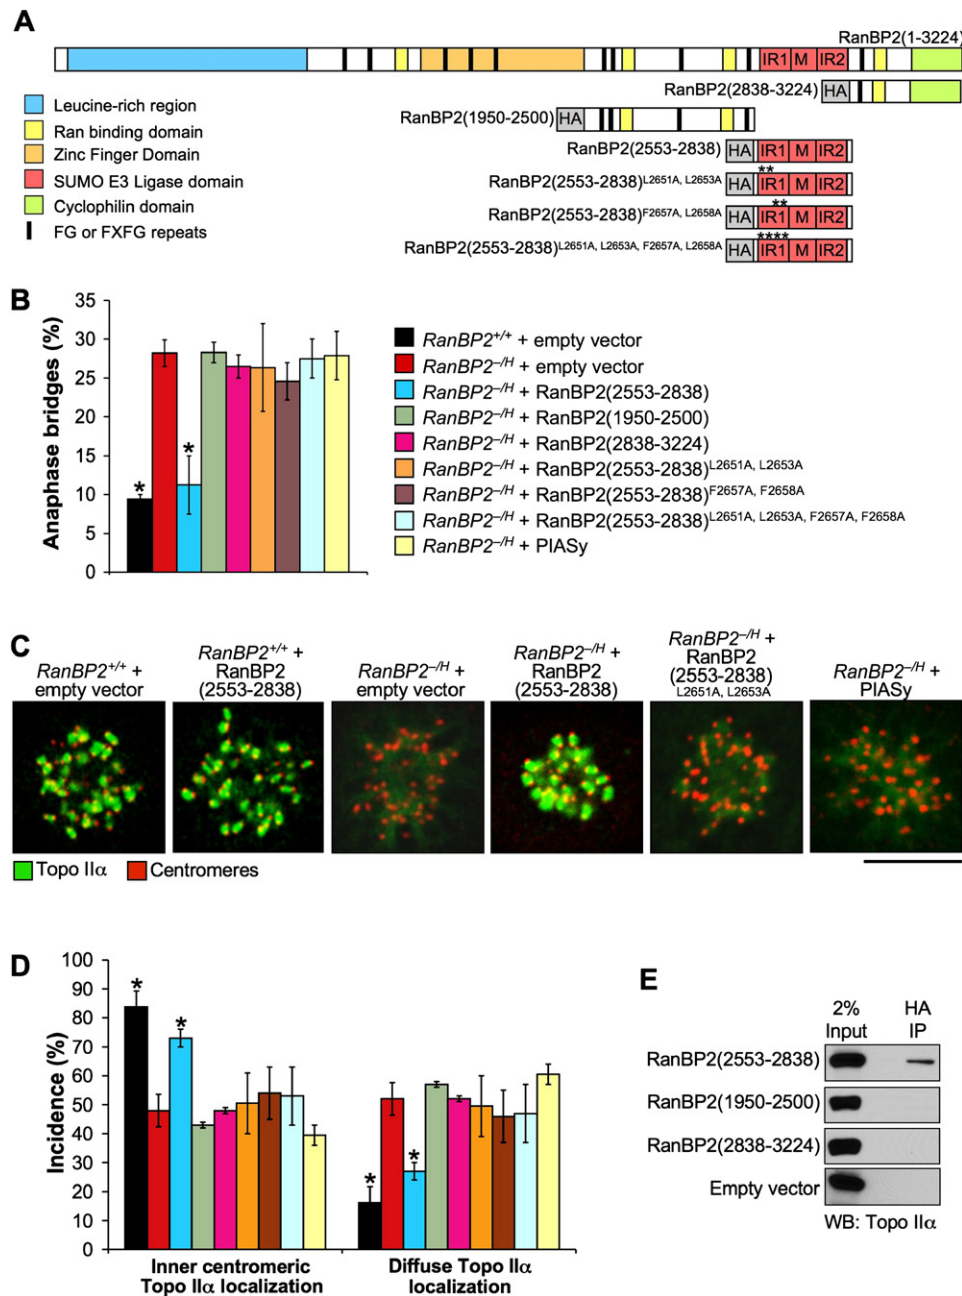 A
RanBP2(1-3224)
IR1 M IR2
RanBP2(2838-3224)
HA
RanBP2(1950-2500)
HA
RanBP2(2553-2838)
HA IR1 M IR2
RanBP2(2553-2838)L2651A, L2653A
**
HA IR1 M IR2
RanBP2(2553-2838)F2657A, L2658A
**
HA IR1 M IR2
RanBP2(2553-2838)L2651A, L2653A, F2657A, L2658A
****
HA IR1 M IR2
Leucine-rich region
Ran binding domain
Zinc Finger Domain
SUMO E3 Ligase domain
Cyclophilin domain
FG or FXFG repeats
B
Anaphase bridges (%)
35
30
25
20
15
10
5
0
*
*
RanBP2+/+ + empty vector
RanBP2–/H + empty vector
RanBP2–/H + RanBP2(2553-2838)
RanBP2–/H + RanBP2(1950-2500)
RanBP2–/H + RanBP2(2838-3224)
RanBP2–/H + RanBP2(2553-2838)L2651A, L2653A
RanBP2–/H + RanBP2(2553-2838)F2657A, F2658A
RanBP2–/H + RanBP2(2553-2838)L2651A, L2653A, F2657A, F2658A
RanBP2–/H + PIASy
C
RanBP2+/+ +
empty vector
RanBP2+/+ +
RanBP2
(2553-2838)
RanBP2–/H +
empty vector
RanBP2–/H +
RanBP2
(2553-2838)
RanBP2–/H +
RanBP2
(2553-2838)
L2651A, L2653A
RanBP2–/H +
PIASy
Topo IIα
Centromeres
D
Incidence (%)
100
90
80
70
60
50
40
30
20
10
0
*
*
*
*
Inner centromeric
Topo IIα localization
Diffuse Topo IIα
localization
E
2%
Input
HA
IP
RanBP2(2553-2838)
RanBP2(1950-2500)
RanBP2(2838-3224)
Empty vector
WB: Topo IIα